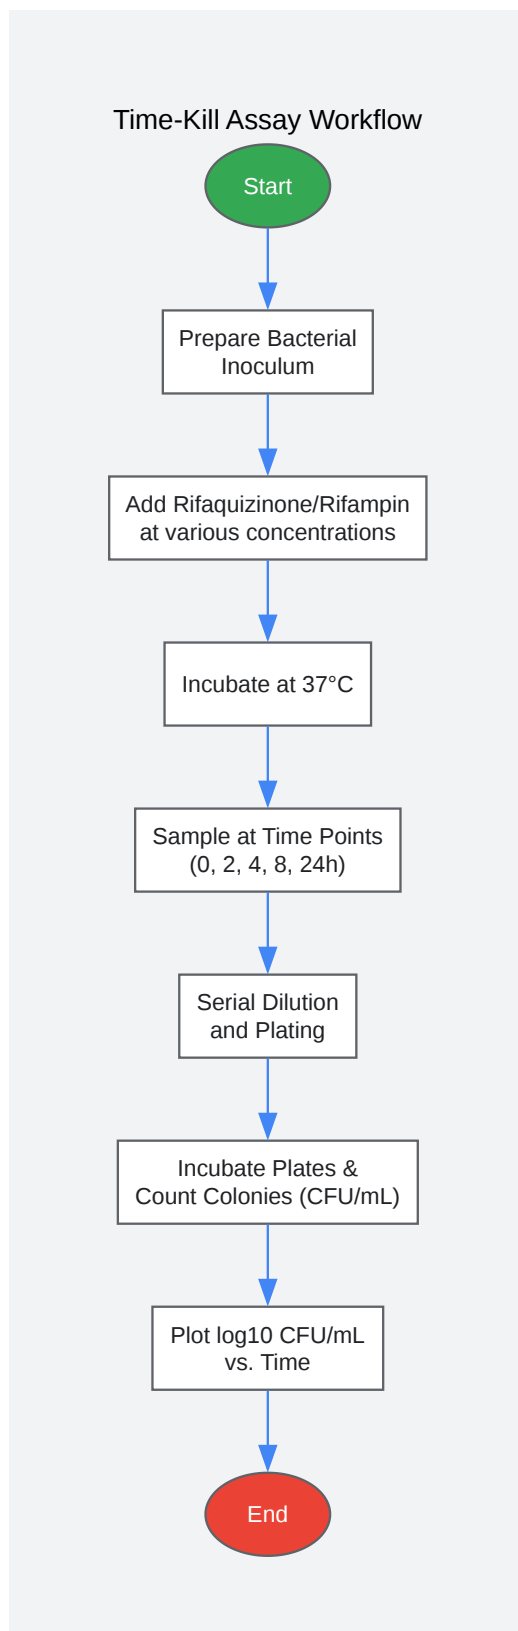 Time-Kill Assay Workflow
Start
Prepare Bacterial
Inoculum
Add Rifaquizinone/Rifampin
at various concentrations
Incubate at 37°C
Sample at Time Points
(0, 2, 4, 8, 24h)
Serial Dilution
and Plating
Incubate Plates &
Count Colonies (CFU/mL)
Plot log10 CFU/mL
vs. Time
End